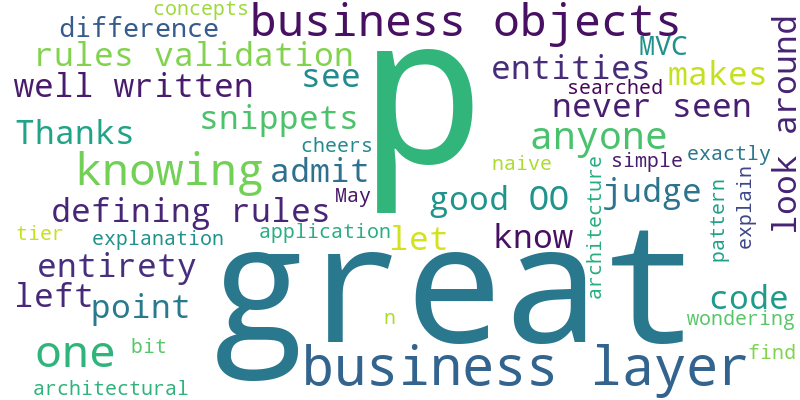 concepts
difference
business objects
MVC
rules validation
see
entities
makes
well written
searched
never seen
look around
p
snippets
Thanks
anyone
cheers
knowing
admit
naive
simple
exactly
May
good OO
judge
architecture
pattern
explain
defining rules
tier
explanation
application
let
know
great
entirety
left
point
code
n
wondering
one
bit
business layer
find
architectural